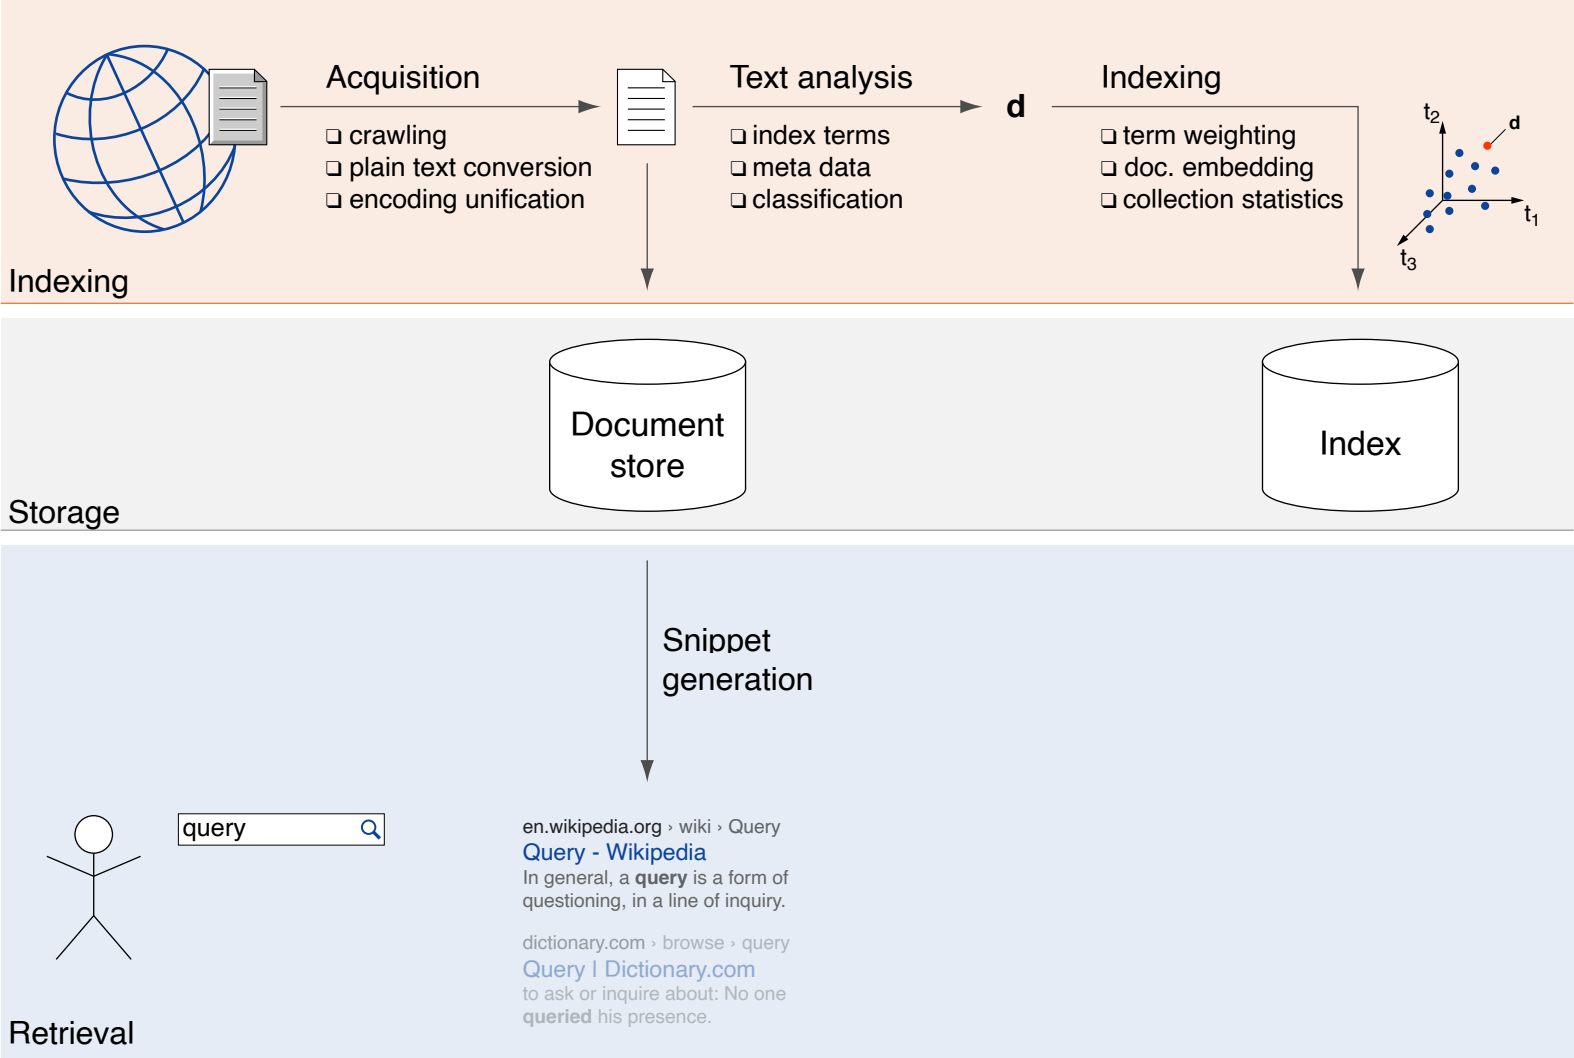 Acquisition
❏ crawling
❏ plain text conversion
❏ encoding unification
Text analysis
❏ index terms
❏ meta data
❏ classification
d
Indexing
❏ term weighting
❏ doc. embedding
❏ collection statistics
t2
d
t1
t3
Indexing
Document
store
Index
Storage
Snippet
generation
query
en.wikipedia.org › wiki › Query
Query - Wikipedia
In general, a query is a form of
questioning, in a line of inquiry.
dictionary.com › browse › query
Query | Dictionary.com
to ask or inquire about: No one
queried his presence.
Retrieval